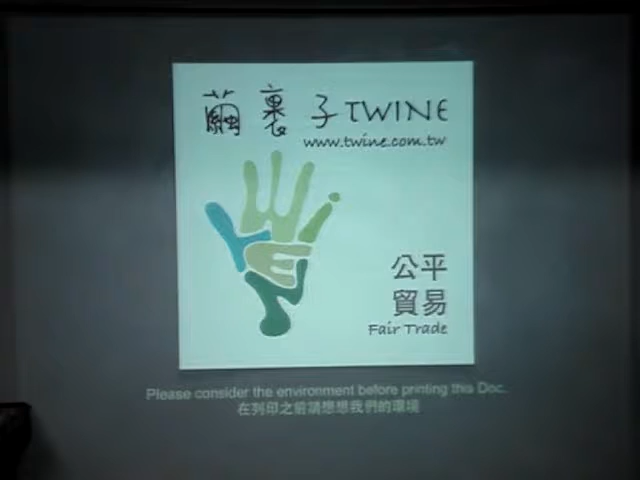 繭裹子TWINE
www.twine.com.tw
公平
貿易
Fair Trade
Please consider the environment before printing this Doc.
在列印之前請想想我們的環境